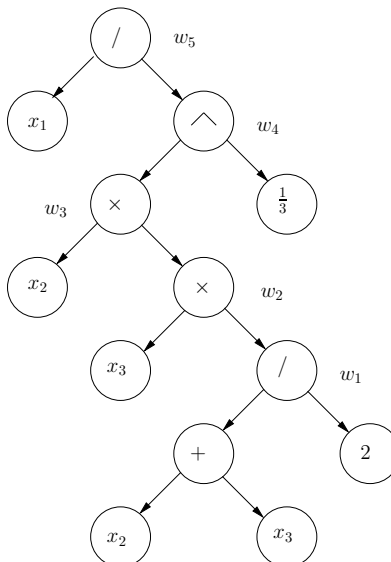 / w₅
x₁ ∧ w₄
w₃ × 1/3
x₂ × w₂
x₃ / w₁
+ 2
x₂ x₃